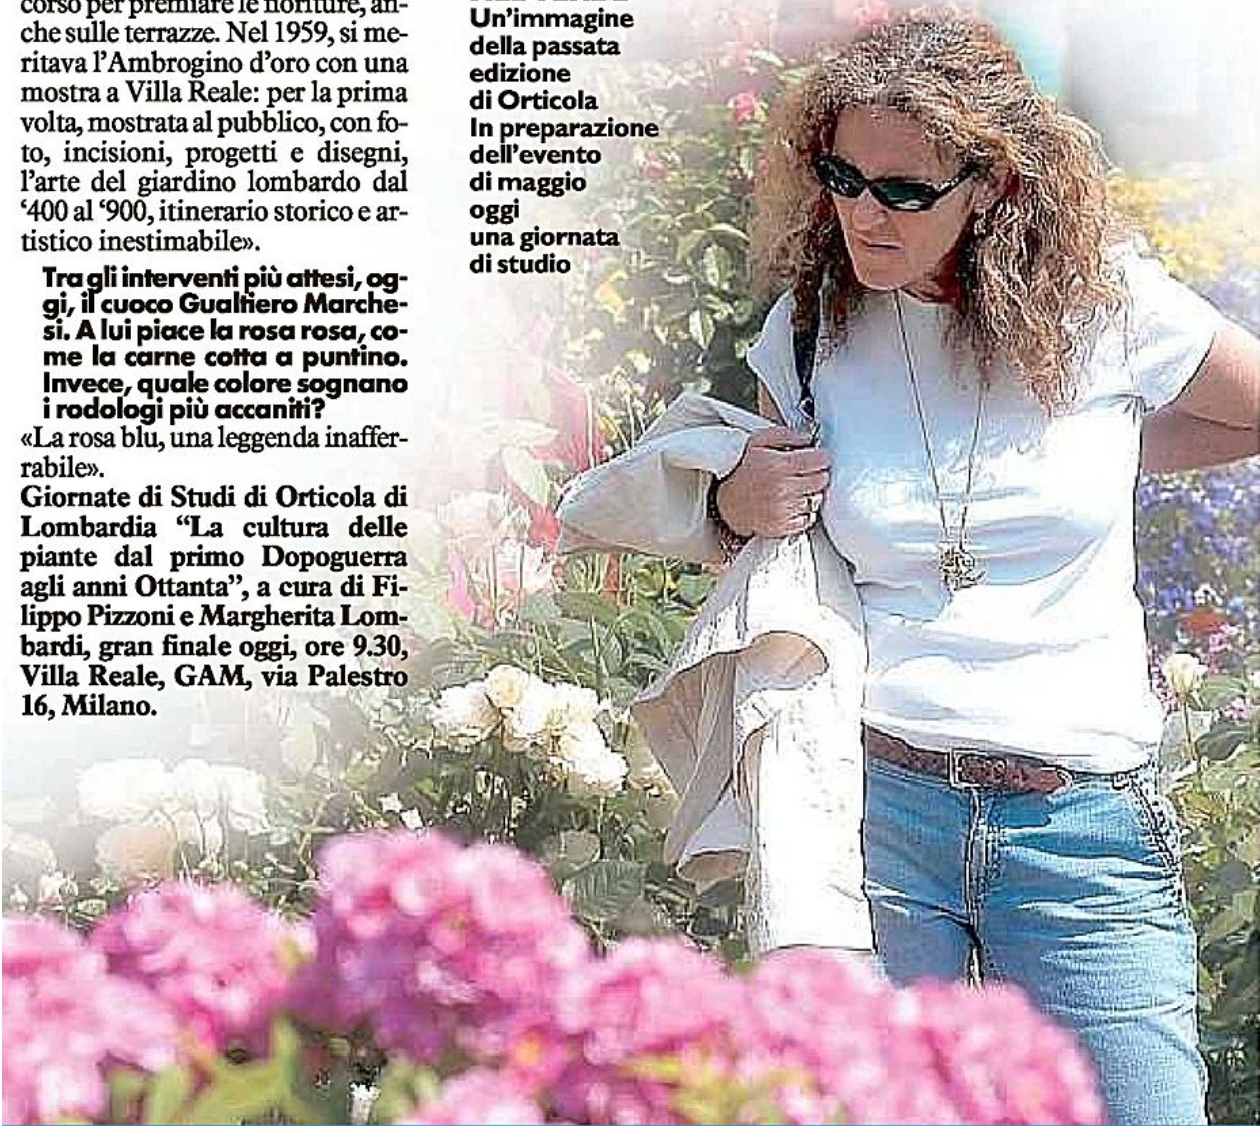 corso per premiare le fioriture, an-
che sulle terrazze. Nel 1959, si me-
ritava l'Ambrogino d'oro con una
mostra a Villa Reale: per la prima
volta, mostrata al pubblico, con fo-
to, incisioni, progetti e disegni,
l'arte del giardino lombardo dal
‘400 al ‘900, itinerario storico e ar-
tistico inestimabile».
Tra gli interventi più attesi, og-
gi, il cuoco Gualtiero Marche-
si. A lui piace la rosa rosa, co-
me la carne cotta a puntino.
Invece, quale colore sognano
i rodologi più accaniti?
«La rosa blu, una leggenda inaffer-
rabile».
Giornate di Studi di Orticola di
Lombardia “La cultura delle
piante dal primo Dopoguerra
agli anni Ottanta”, a cura di Fi-
lippo Pizzoni e Margherita Lom-
bardi, gran finale oggi, ore 9.30,
Villa Reale, GAM, via Palestro
16, Milano.
Un'immagine
della passata
edizione
di Orticola
In preparazione
dell'evento
di maggio
oggi
una giornata
di studio